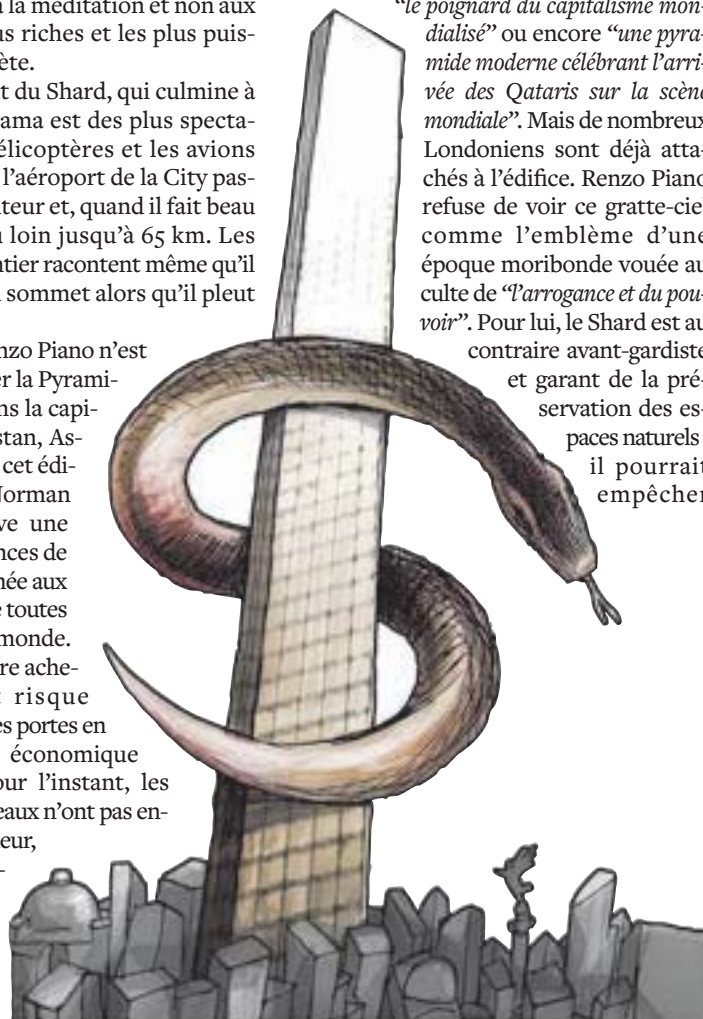 à la méditation et non aux
us riches et les plus puis-
ète.
t du Shard, qui culmine à
ama est des plus specta-
élicoptères et les avions
l’aéroport de la City pas-
teur et, quand il fait beau
u loin jusqu’à 65 km. Les
ntier racontent même qu’il
sommet alors qu’il pleut
nzo Piano n’est
er la Pyrami-
ns la capi-
stan, As-
cet édi-
Norman
ve une
nces de
née aux
e toutes
monde.
re ache-
t risque
es portes en
économique
our l’instant, les
eaux n’ont pas en-
eur,
-
“le poignard du capitalisme mon-
dialisé” ou encore “une pyra-
mide moderne célébrant l’arri-
vée des Qataris sur la scène
mondiale”. Mais de nombreux
Londoniens sont déjà atta-
chés à l’édifice. Renzo Piano
refuse de voir ce gratte-cie
comme l’emblème d’une
époque moribonde vouée au
culte de “l’arrogance et du pou-
voir”. Pour lui, le Shard est au
contraire avant-gardiste
et garant de la pré-
servation des es-
paces naturels
il pourrait
empêcher